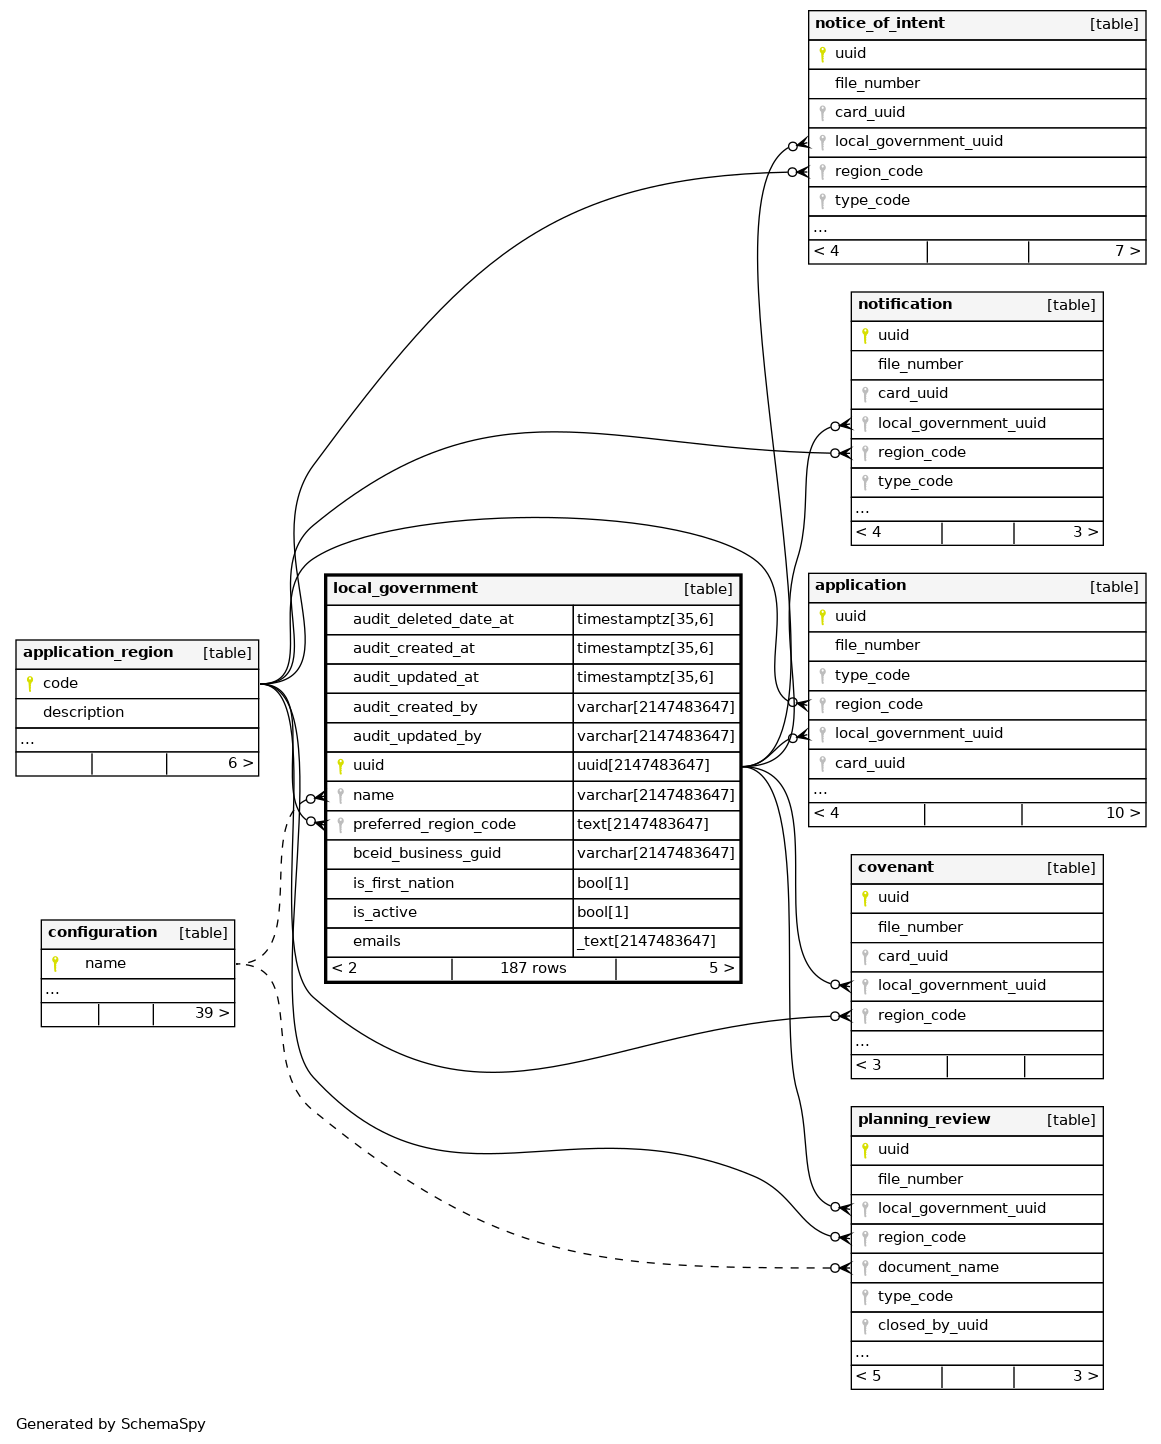 notice_of_intent [table]
uuid
file_number
card_uuid
local_government_uuid
region_code
type_code
...
< 4 7 >
notification [table]
uuid
file_number
card_uuid
local_government_uuid
region_code
type_code
...
< 4 3 >
application [table]
uuid
file_number
type_code
region_code
local_government_uuid
card_uuid
...
< 4 10 >
local_government [table]
audit_deleted_date_at timestamptz[35,6]
audit_created_at timestamptz[35,6]
audit_updated_at timestamptz[35,6]
audit_created_by varchar[2147483647]
audit_updated_by varchar[2147483647]
uuid uuid[2147483647]
name varchar[2147483647]
preferred_region_code text[2147483647]
bceid_business_guid varchar[2147483647]
is_first_nation bool[1]
is_active bool[1]
emails _text[2147483647]
< 2 187 rows 5 >
application_region [table]
code
description
...
6 >
configuration [table]
name
...
39 >
covenant [table]
uuid
file_number
card_uuid
local_government_uuid
region_code
...
< 3
planning_review [table]
uuid
file_number
local_government_uuid
region_code
document_name
type_code
closed_by_uuid
...
< 5 3 >
Generated by SchemaSpy